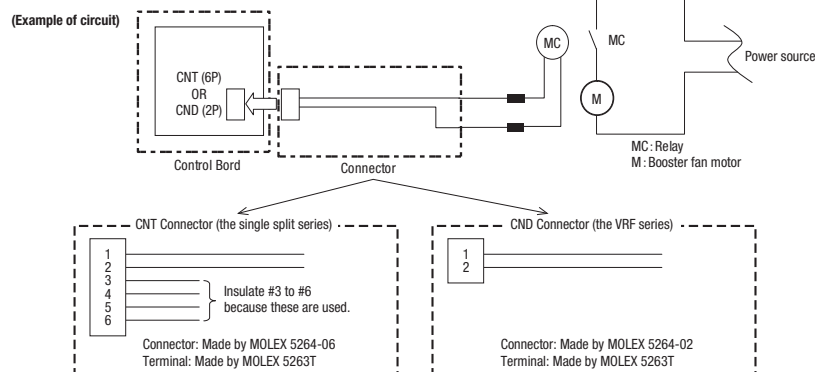 (Example of circuit)
CNT (6P)
OR
CND (2P)
Control Bord
Connector
MC
MC
M
Power source
MC: Relay
M: Booster fan motor
CNT Connector (the single split series)
1
2
3
4
5
6
Insulate #3 to #6
because these are used.
Connector: Made by MOLEX 5264-06
Terminal: Made by MOLEX 5263T
CND Connector (the VRF series)
1
2
Connector: Made by MOLEX 5264-02
Terminal: Made by MOLEX 5263T